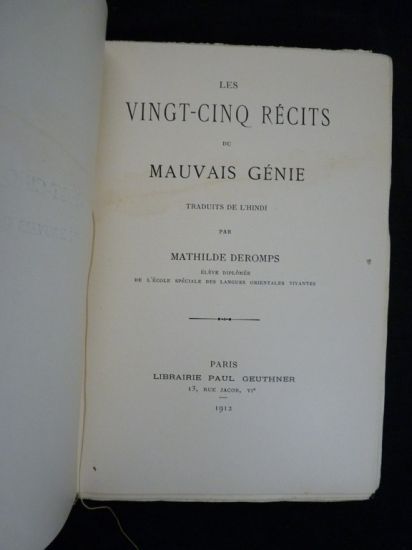 LES
VINGT-CINQ RÉCITS
DU
MAUVAIS GÉNIE
TRADUITS DE L'HINDI
PAR
MATHILDE DEROMPS
ÉLÈVE DIPLÔMÉE
DE L'ÉCOLE SPÉCIALE DES LANGUES ORIENTALES VIVANTES
PARIS
LIBRAIRIE PAUL GEUTHNER
13, RUE JACOB, VIe
1912